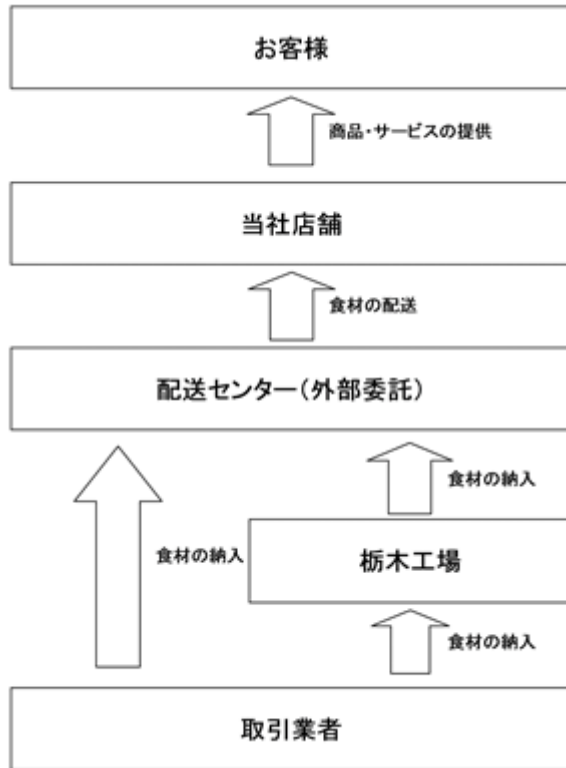 お客様
商品・サービスの提供
当社店舗
食材の配送
配送センター(外部委託)
食材の納入
食材の納入
栃木工場
食材の納入
取引業者